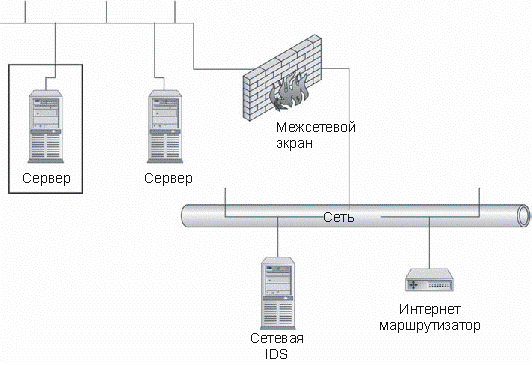 Межсетевой
экран
Сервер
Сервер
Сеть
Интернет
маршрутизатор
Сетевая
IDS